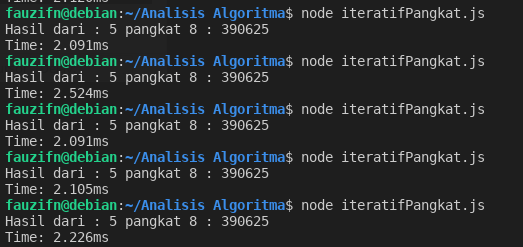 Time: 2.120ms
fauzifn@debian:~/Analisis Algoritma$ node iteratifPangkat.js
Hasil dari : 5 pangkat 8 : 390625
Time: 2.091ms
fauzifn@debian:~/Analisis Algoritma$ node iteratifPangkat.js
Hasil dari : 5 pangkat 8 : 390625
Time: 2.524ms
fauzifn@debian:~/Analisis Algoritma$ node iteratifPangkat.js
Hasil dari : 5 pangkat 8 : 390625
Time: 2.091ms
fauzifn@debian:~/Analisis Algoritma$ node iteratifPangkat.js
Hasil dari : 5 pangkat 8 : 390625
Time: 2.105ms
fauzifn@debian:~/Analisis Algoritma$ node iteratifPangkat.js
Hasil dari : 5 pangkat 8 : 390625
Time: 2.226ms